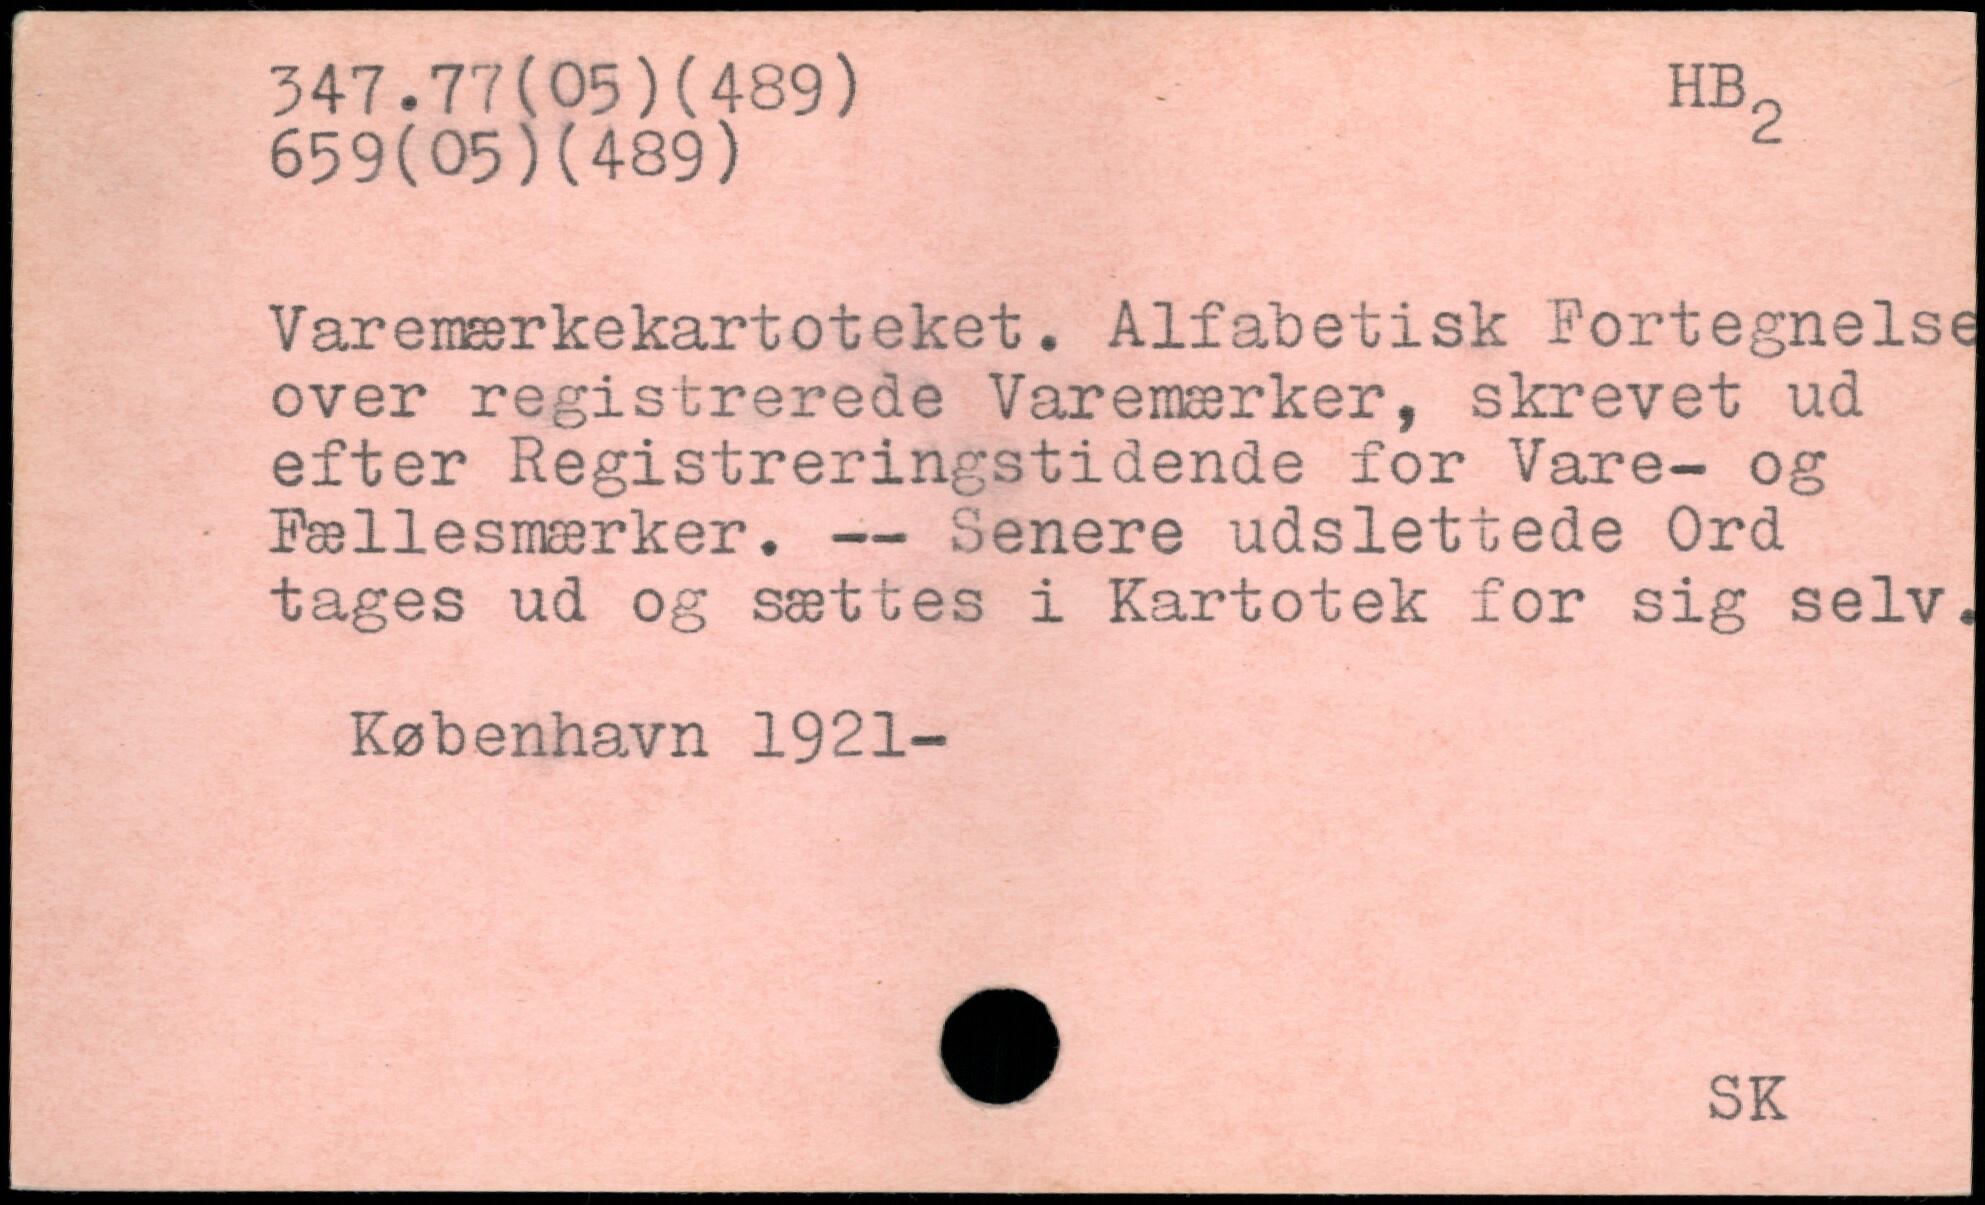 347.77(05)(489) HB2
659(05)(489)
Varemærkekartoteket. Alfabetisk Fortegnelse
over registrerede Varemærker, skrevet ud
efter Registreringstidende for Vare- og
Fællesmærker. -- Senere udslettede Ord
tages ud og sættes i Kartotek for sig selv.
København 1921-
SK